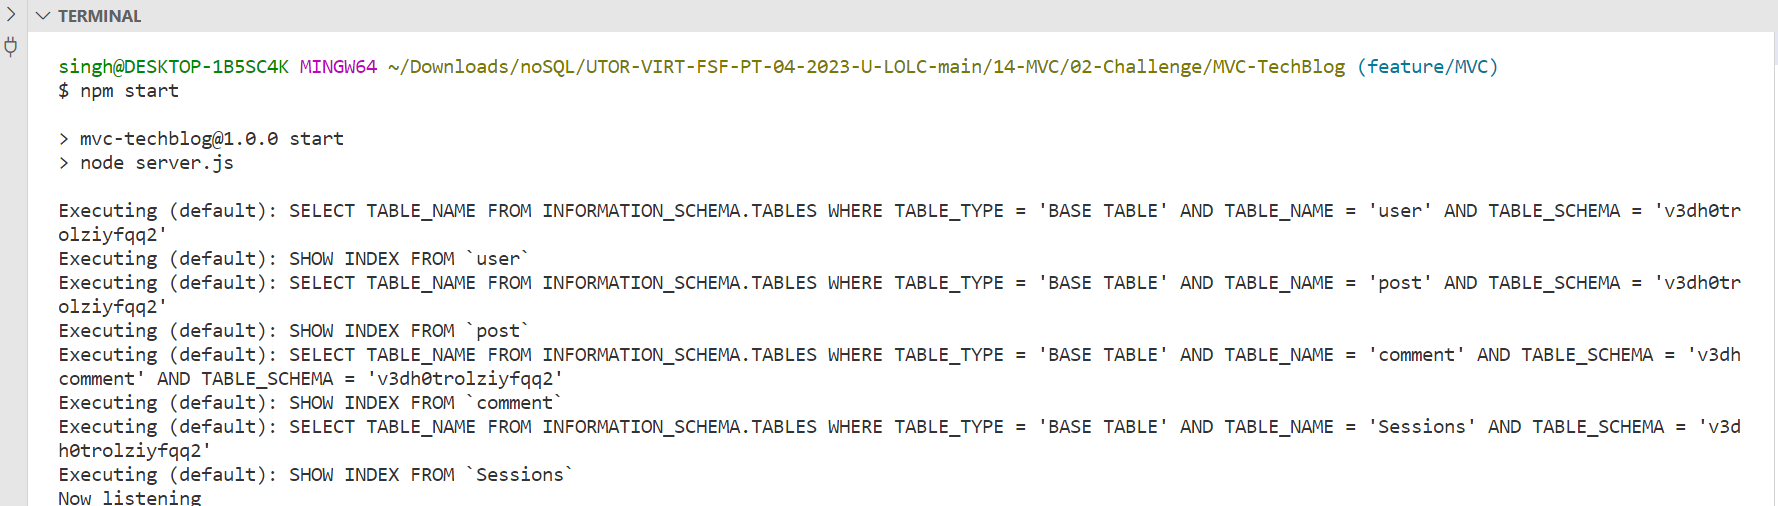 TERMINAL
singh@DESKTOP-1B5SC4K MINGW64 ~/Downloads/noSQL/UTOR-VIRT-FSF-PT-04-2023-U-LOLC-main/14-MVC/02-Challenge/MVC-TechBlog (feature/MVC)
$ npm start
> mvc-techblog@1.0.0 start
> node server.js
Executing (default): SELECT TABLE_NAME FROM INFORMATION_SCHEMA.TABLES WHERE TABLE_TYPE = 'BASE TABLE' AND TABLE_NAME = 'user' AND TABLE_SCHEMA = 'v3dh0tr
olziyfqq2'
Executing (default): SHOW INDEX FROM `user`
Executing (default): SELECT TABLE_NAME FROM INFORMATION_SCHEMA.TABLES WHERE TABLE_TYPE = 'BASE TABLE' AND TABLE_NAME = 'post' AND TABLE_SCHEMA = 'v3dh0tr
olziyfqq2'
Executing (default): SHOW INDEX FROM `post`
Executing (default): SELECT TABLE_NAME FROM INFORMATION_SCHEMA.TABLES WHERE TABLE_TYPE = 'BASE TABLE' AND TABLE_NAME = 'comment' AND TABLE_SCHEMA = 'v3dh
comment' AND TABLE_SCHEMA = 'v3dh0trolziyfqq2'
Executing (default): SHOW INDEX FROM `comment`
Executing (default): SELECT TABLE_NAME FROM INFORMATION_SCHEMA.TABLES WHERE TABLE_TYPE = 'BASE TABLE' AND TABLE_NAME = 'Sessions' AND TABLE_SCHEMA = 'v3d
h0trolziyfqq2'
Executing (default): SHOW INDEX FROM `Sessions`
Now listening